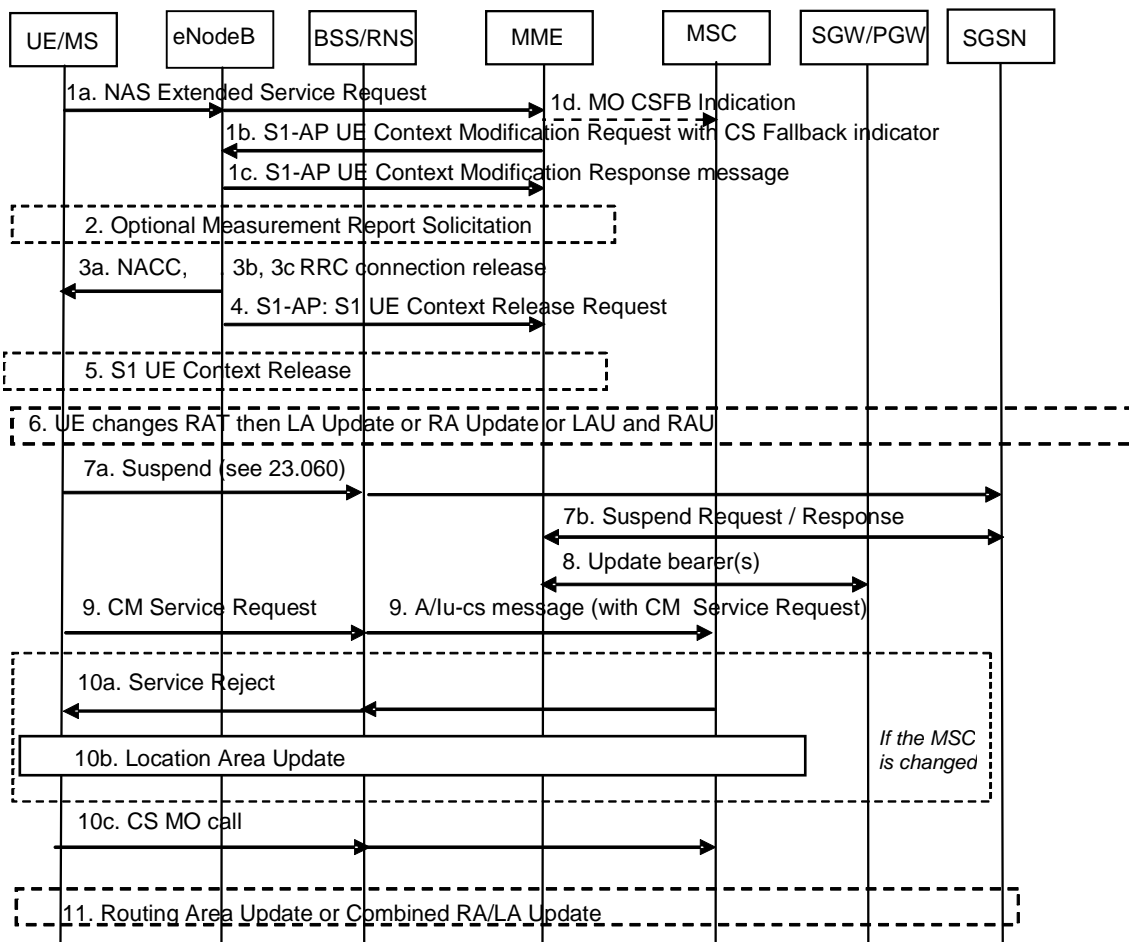 UE/MS
eNodeB
BSS/RNS
MME
MSC
SGW/PGW
SGSN
1a. NAS Extended Service Request
1d. MO CSFB Indication
1b. S1-AP UE Context Modification Request with CS Fallback indicator
1c. S1-AP UE Context Modification Response message
2. Optional Measurement Report Solicitation
3a. NACC, . 3b, 3c RRC connection release
4. S1-AP: S1 UE Context Release Request
5. S1 UE Context Release
6. UE changes RAT then LA Update or RA Update or LAU and RAU
7a. Suspend (see 23.060)
7b. Suspend Request / Response
8. Update bearer(s)
9. CM Service Request
9. A/Iu-cs message (with CM Service Request)
10a. Service Reject
If the MSC
is changed
10b. Location Area Update
10c. CS MO call
11. Routing Area Update or Combined RA/LA Update